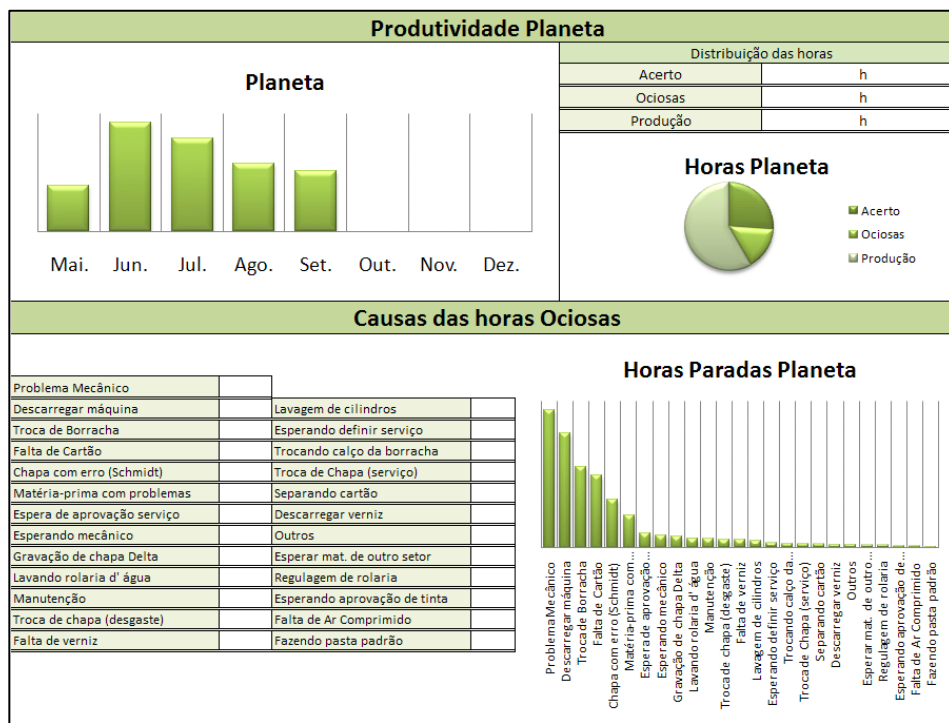 Produtividade Planeta
Planeta
Mai. Jun. Jul. Ago. Set. Out. Nov. Dez.
Distribuição das horas
Acerto h
Ociosas h
Produção h
Horas Planeta
Acerto
Ociosas
Produção
Causas das horas Ociosas
Problema Mecânico
Descarregar máquina Lavagem de cilindros
Troca de Borracha Esperando definir serviço
Falta de Cartão Trocando calço da borracha
Chapa com erro (Schmidt) Troca de Chapa (serviço)
Matéria-prima com problemas Separando cartão
Espera de aprovação serviço Descarregar verniz
Esperando mecânico Outros
Gravação de chapa Delta Esperar mat. de outro setor
Lavando rolaria d' água Regulagem de rolaria
Manutenção Esperando aprovação de tinta
Troca de chapa (desgaste) Falta de Ar Comprimido
Falta de verniz Fazendo pasta padrão
Horas Paradas Planeta
Problema Mecânico
Descarregar máquina
Troca de Borracha
Falta de Cartão
Chapa com erro (Schmidt)
Matéria-prima com...
Espera de aprovação...
Esperando mecânico
Gravação de chapa Delta
Lavando rolaria d' água
Manutenção
Troca de chapa (desgaste)
Falta de verniz
Lavagem de cilindros
Esperando definir serviço
Trocando calço da...
Troca de Chapa (serviço)
Separando cartão
Descarregar verniz
Outros
Esperar mat. de outro...
Regulagem de rolaria
Esperando aprovação de...
Falta de Ar Comprimido
Fazendo pasta padrão